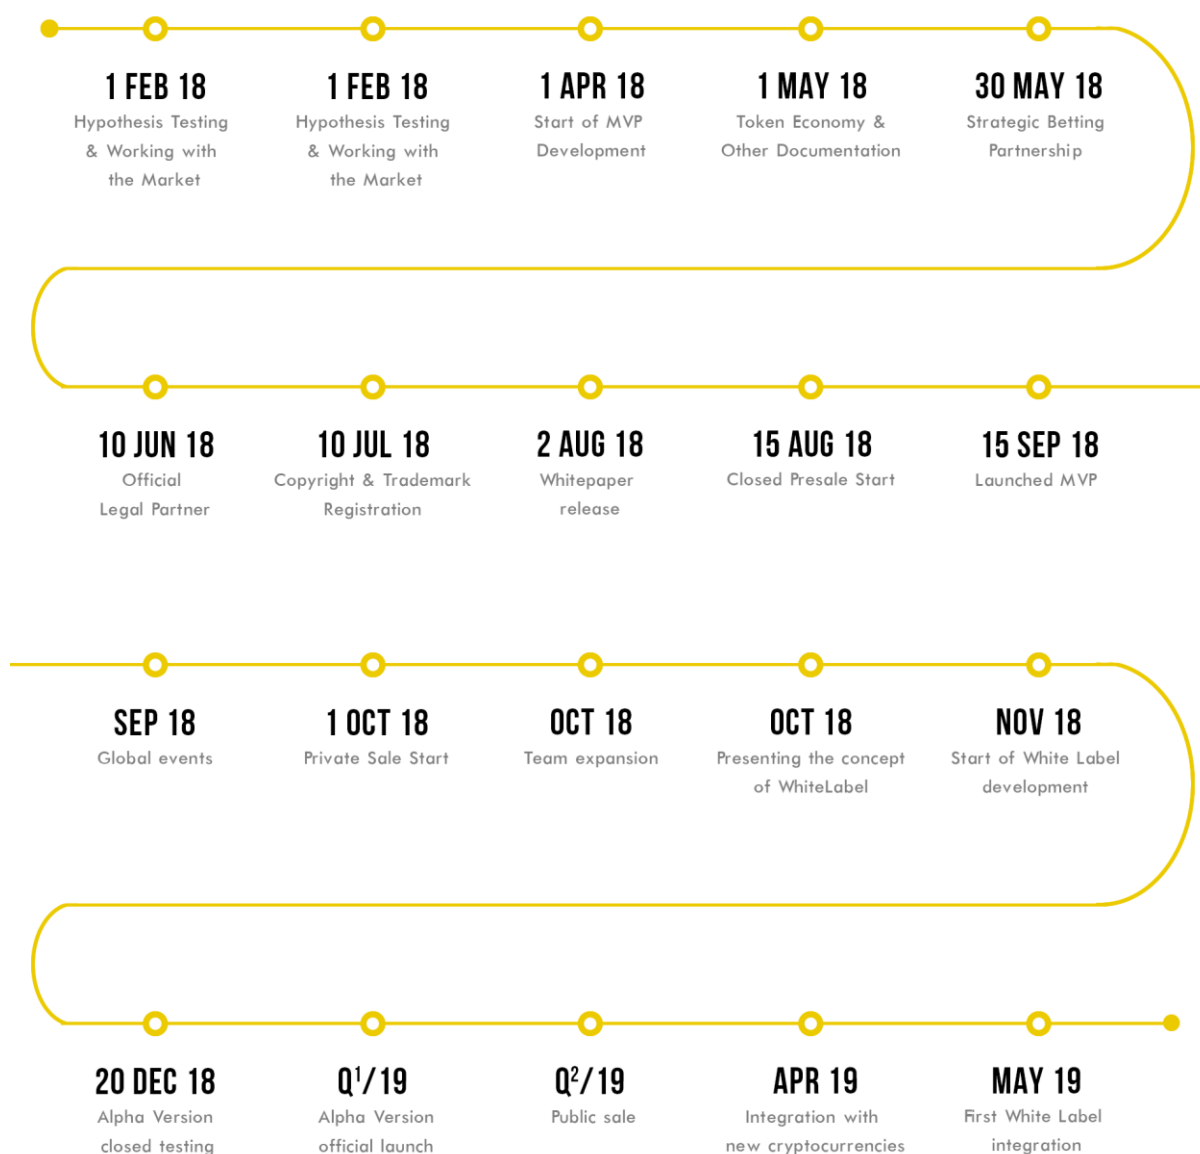 1 FEB 18
Hypothesis Testing
& Working with
the Market
1 FEB 18
Hypothesis Testing
& Working with
the Market
1 APR 18
Start of MVP
Development
1 MAY 18
Token Economy &
Other Documentation
30 MAY 18
Strategic Betting
Partnership
10 JUN 18
Official
Legal Partner
10 JUL 18
Copyright & Trademark
Registration
2 AUG 18
Whitepaper
release
15 AUG 18
Closed Presale Start
15 SEP 18
Launched MVP
SEP 18
Global events
1 OCT 18
Private Sale Start
OCT 18
Team expansion
OCT 18
Presenting the concept
of WhiteLabel
NOV 18
Start of White Label
development
20 DEC 18
Alpha Version
closed testing
Q¹/19
Alpha Version
official launch
Q²/19
Public sale
APR 19
Integration with
new cryptocurrencies
MAY 19
First White Label
integration